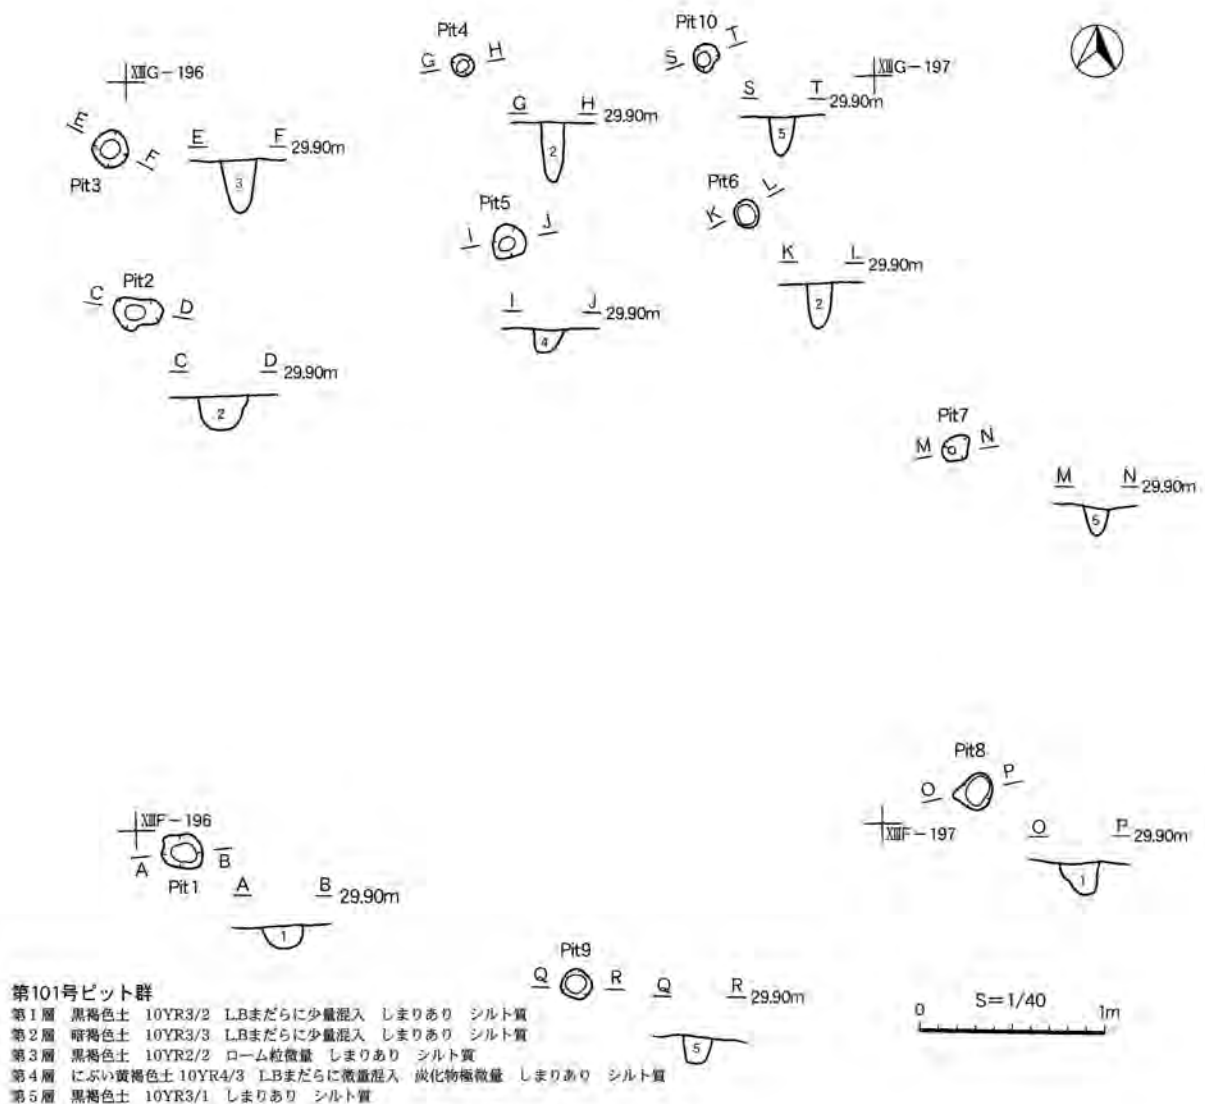 Pit4
G
H
G
H
29.90m
2
Pit10
S
T
S
T
29.90m
5
ⅩⅢG-197
ⅩⅢG-196
E
F
Pit3
E
F
29.90m
3
Pit5
I
J
I
J
29.90m
4
Pit6
K
L
K
L
29.90m
2
Pit2
C
D
C
D
29.90m
2
Pit7
M
N
M
N
29.90m
5
Pit8
O
P
ⅩⅢF-197
O
P
29.90m
1
ⅩⅢF-196
A
B
Pit1
A
B
29.90m
1
Pit9
Q
R
Q
R
29.90m
5
S=1/40
0
1m
第101号ピット群
第1層 黒褐色土 10YR3/2 L.Bまだらに少量混入 しまりあり シルト質
第2層 暗褐色土 10YR3/3 L.Bまだらに少量混入 しまりあり シルト質
第3層 黒褐色土 10YR2/2 ローム粒微量 しまりあり シルト質
第4層 にぶい黄褐色土 10YR4/3 L.Bまだらに微量混入 炭化物極微量 しまりあり シルト質
第5層 黒褐色土 10YR3/1 しまりあり シルト質